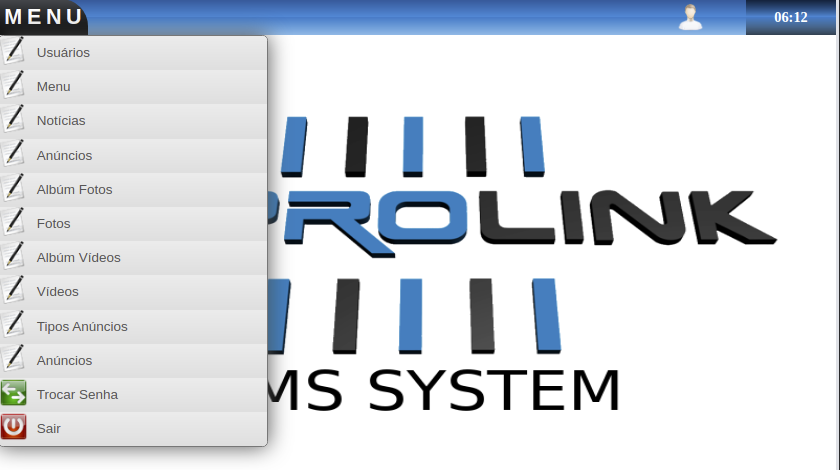 MENU
06:12
Usuários
Menu
Notícias
Anúncios
Albúm Fotos
Fotos
Albúm Vídeos
Vídeos
Tipos Anúncios
Anúncios
Trocar Senha
Sair
PROLINK
MS SYSTEM